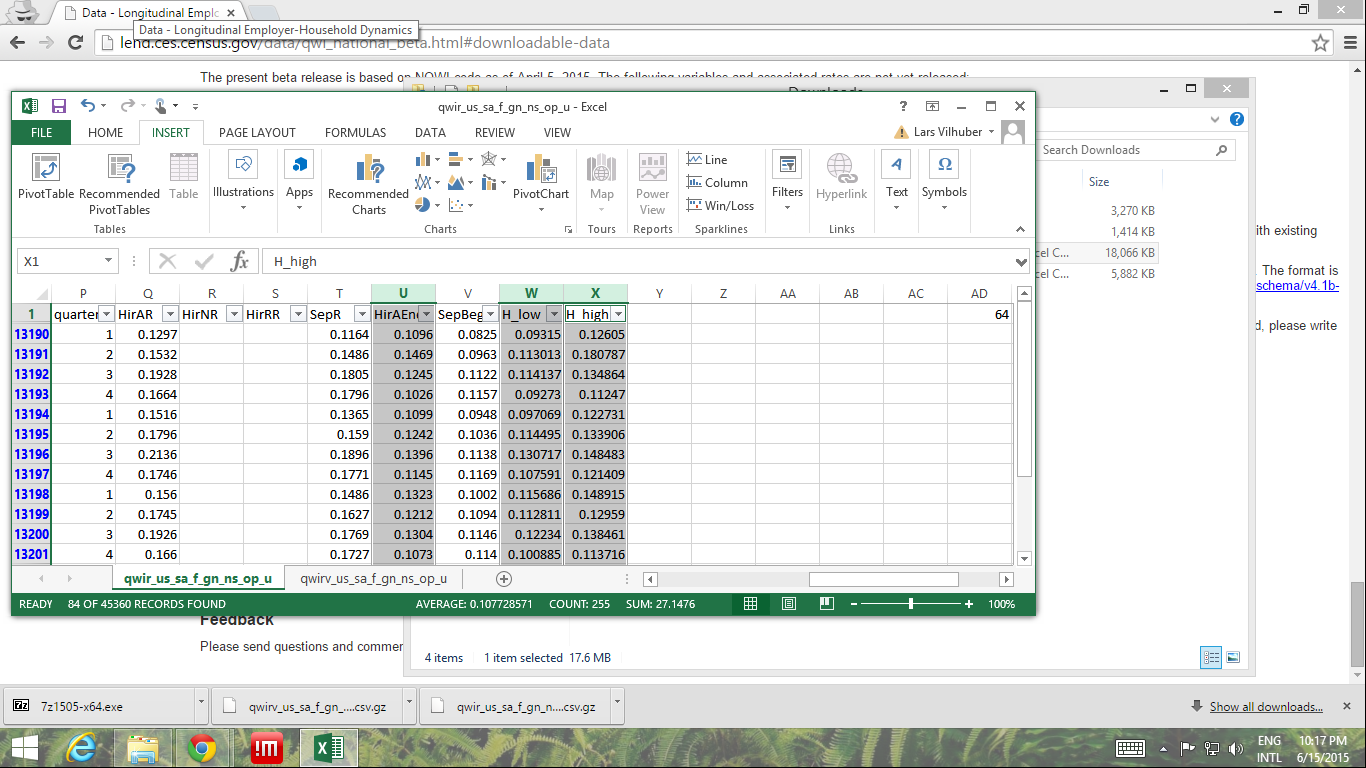 Data - Longitudinal Emplo
Data - Longitudinal Employer-Household Dynamics
lehd.ces.census.gov/data/qwi_national_beta.html#downloadable-data
The present beta release is based on NQWI code as of April 5, 2015. The following variables and associated rates are not yet released:
Downloads
qwir_us_sa_f_gn_ns_op_u - Excel
FILE HOME INSERT PAGE LAYOUT FORMULAS DATA REVIEW VIEW Lars Vilhuber
Search Downloads
PivotTable Recommended PivotTables Table Illustrations Apps Recommended Charts PivotChart Map Power View Line Column Win/Loss Filters Hyperlink Text Symbols
Tables Charts Tours Reports Sparklines Links
Size
3,270 KB
1,414 KB
cel C... 18,066 KB
cel C... 5,882 KB
ith existing
. The format is
schema/v4.1b-
d, please write
X1 fx H_high
P Q R S T U V W X Y Z AA AB AC AD
1 quarter HirAR HirNR HirRR SepR HirAEnd SepBeg H_low H_high 64
13190 1 0.1297 0.1164 0.1096 0.0825 0.09315 0.12605
13191 2 0.1532 0.1486 0.1469 0.0963 0.113013 0.180787
13192 3 0.1928 0.1805 0.1245 0.1122 0.114137 0.134864
13193 4 0.1664 0.1796 0.1026 0.1157 0.09273 0.11247
13194 1 0.1516 0.1365 0.1099 0.0948 0.097069 0.122731
13195 2 0.1796 0.159 0.1242 0.1036 0.114495 0.133906
13196 3 0.2136 0.1896 0.1396 0.1138 0.130717 0.148483
13197 4 0.1746 0.1771 0.1145 0.1169 0.107591 0.121409
13198 1 0.156 0.1486 0.1323 0.1002 0.115686 0.148915
13199 2 0.1745 0.1627 0.1212 0.1094 0.112811 0.12959
13200 3 0.1926 0.1769 0.1304 0.1146 0.12234 0.138461
13201 4 0.166 0.1727 0.1073 0.114 0.100885 0.113716
qwir_us_sa_f_gn_ns_op_u qwirv_us_sa_f_gn_ns_op_u
READY 84 OF 45360 RECORDS FOUND AVERAGE: 0.107728571 COUNT: 255 SUM: 27.1476 100%
Feedback
Please send questions and commen
4 items 1 item selected 17.6 MB
7z1505-x64.exe qwirv_us_sa_f_gn_....csv.gz qwir_us_sa_f_gn_n....csv.gz Show all downloads...
ENG 10:17 PM
INTL 6/15/2015